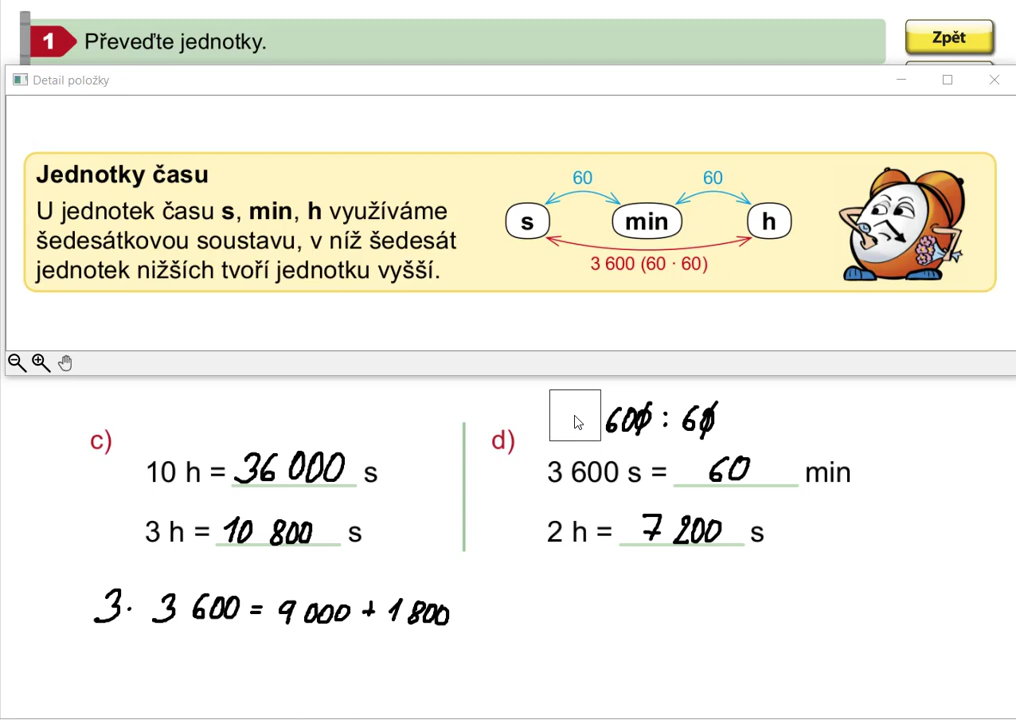 1 Převeďte jednotky.
Zpět
Detail položky
Jednotky času
U jednotek času s, min, h využíváme
šedesátkovou soustavu, v níž šedesát
jednotek nižších tvoří jednotku vyšší.
60 60
s min h
3 600 (60 · 60)
c)
10 h = 36 000 s
3 h = 10 800 s
3 · 3 600 = 9 000 + 1 800
d)
600 : 60
3 600 s = 60 min
2 h = 7 200 s